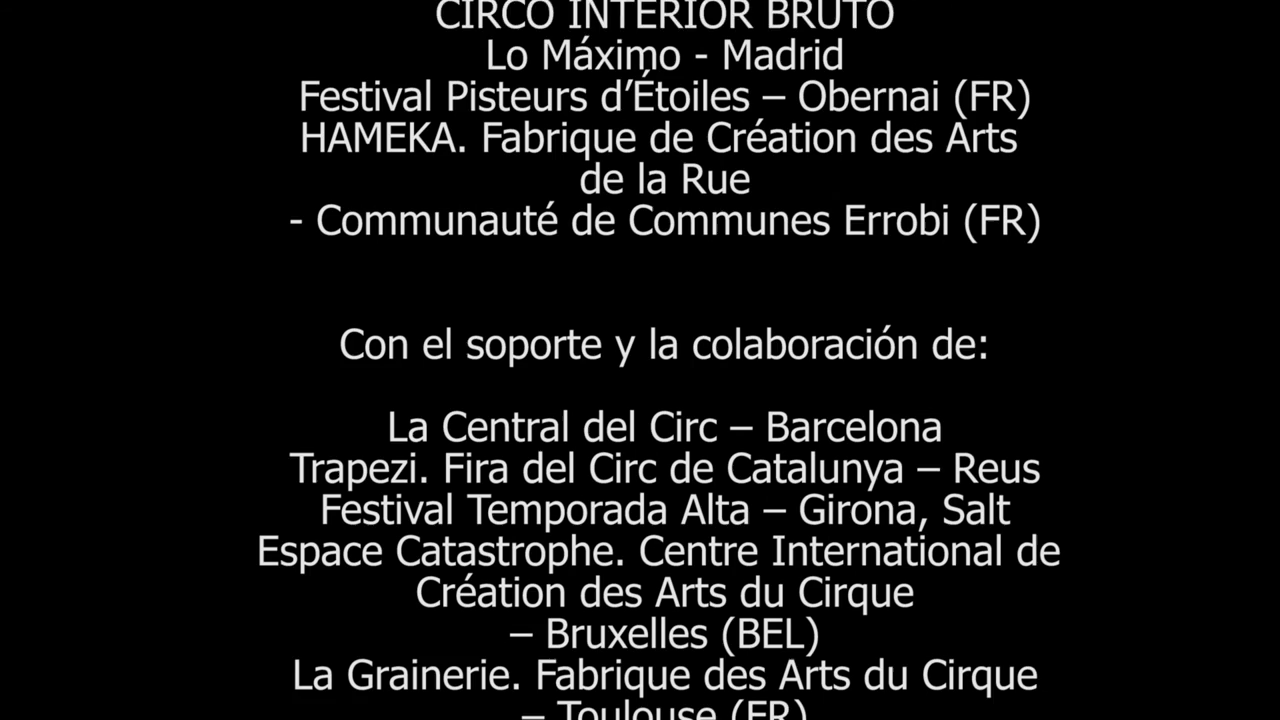 CIRCO INTERIOR BRUTO
Lo Máximo - Madrid
Festival Pisteurs d’Étoiles – Obernai (FR)
HAMEKA. Fabrique de Création des Arts
de la Rue
- Communauté de Communes Errobi (FR)
Con el soporte y la colaboración de:
La Central del Circ – Barcelona
Trapezi. Fira del Circ de Catalunya – Reus
Festival Temporada Alta – Girona, Salt
Espace Catastrophe. Centre International de
Création des Arts du Cirque
– Bruxelles (BEL)
La Grainerie. Fabrique des Arts du Cirque
– Toulouse (FR)